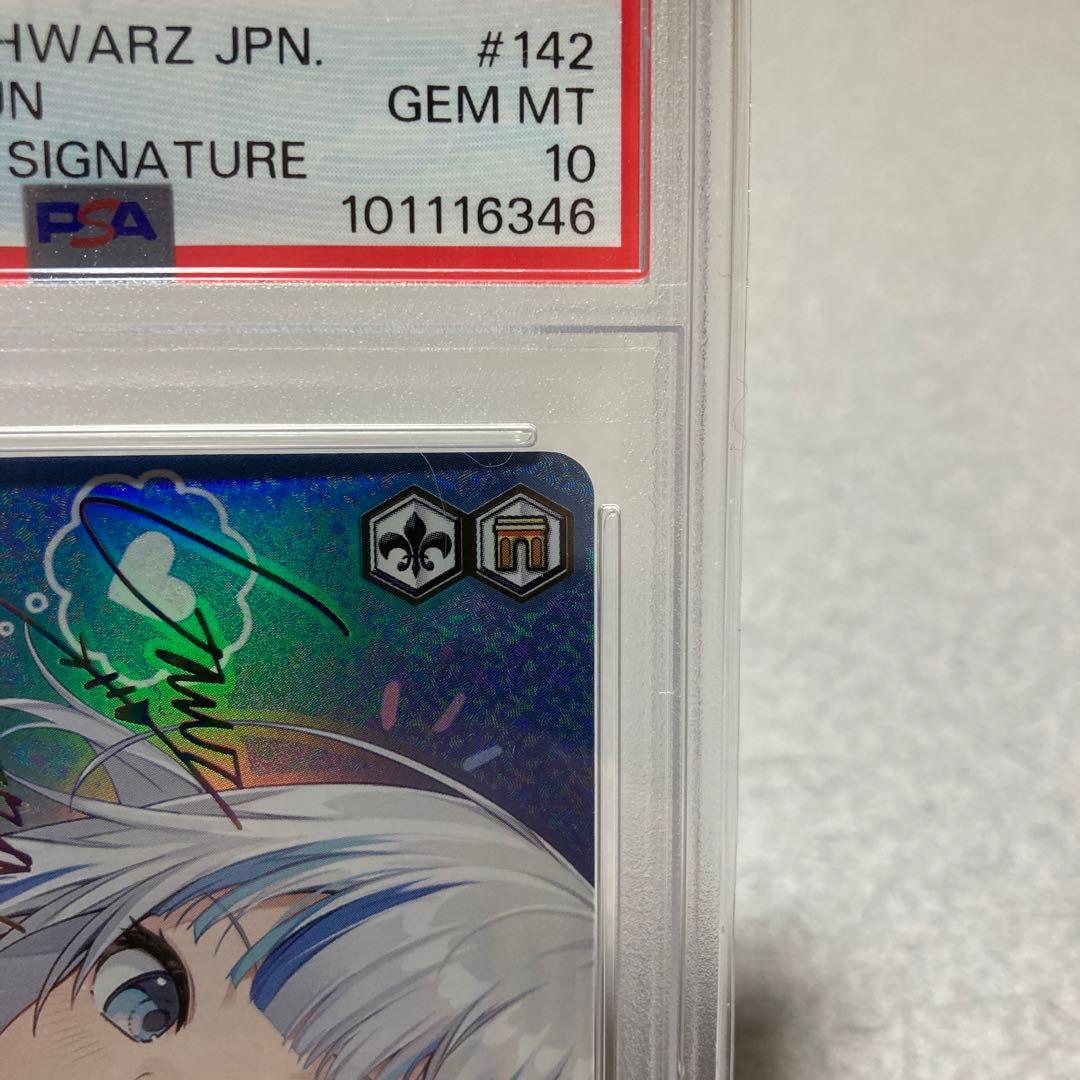 HWARZ JPN. #142
UN GEM MT
SIGNATURE 10
PSA 101116346